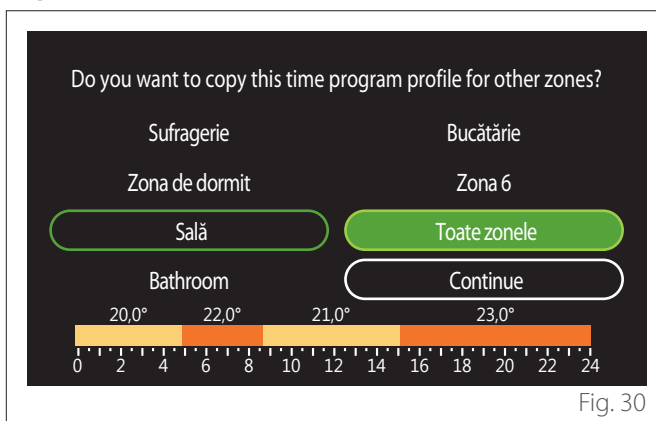 Do you want to copy this time program profile for other zones?
Sufragerie Bucătărie
Zona de dormit Zona 6
Sală Toate zonele
Bathroom Continue
20,0° 22,0° 21,0° 23,0°
0 2 4 6 8 10 12 14 16 18 20 22 24
Fig. 30